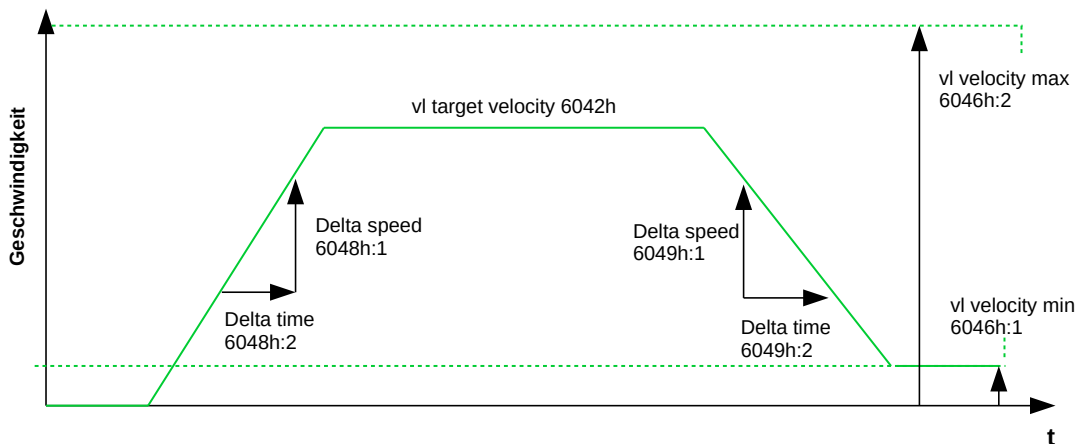 Geschwindigkeit
vl target velocity 6042h
vl velocity max
6046h:2
Delta speed
6048h:1
Delta time
6048h:2
Delta speed
6049h:1
Delta time
6049h:2
vl velocity min
6046h:1
t